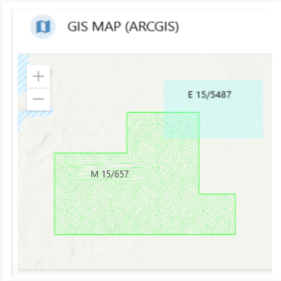 GIS MAP (ARCGIS)
+
−
E 15/5487
M 15/657